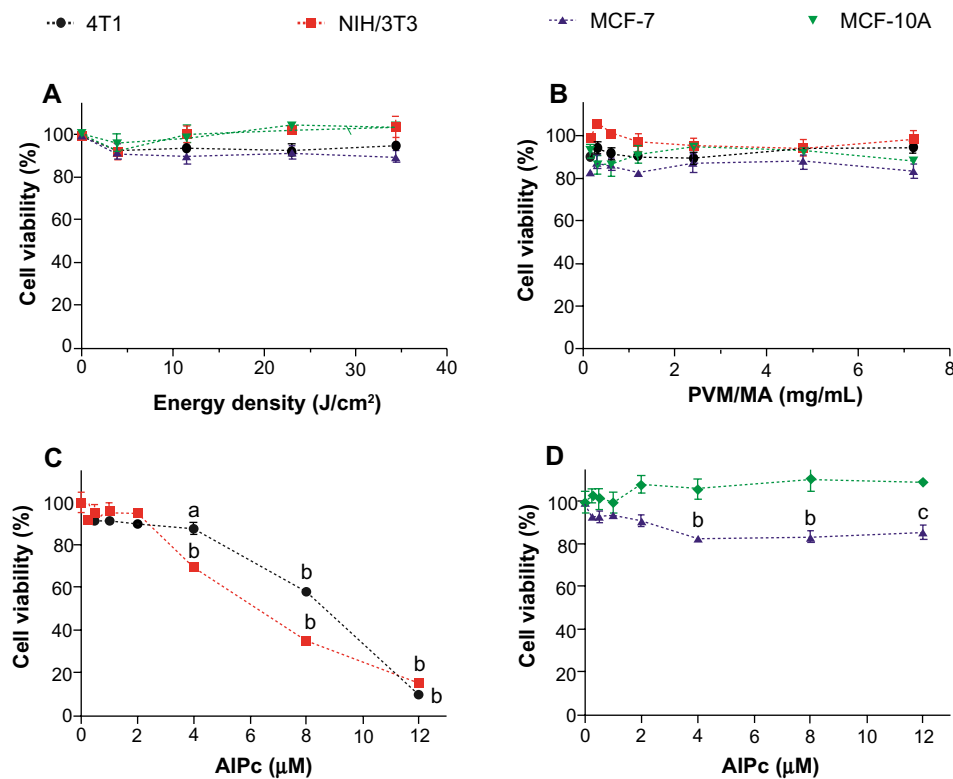 4T1 NIH/3T3 MCF-7 MCF-10A
A
Cell viability (%)
100
80
60
40
20
0
0 10 20 30 40
Energy density (J/cm²)
B
Cell viability (%)
100
80
60
40
20
0
0 2 4 6 8
PVM/MA (mg/mL)
C
Cell viability (%)
100
80
60
40
20
0
a
b
b
b
b
b
0 2 4 6 8 10 12
AlPc (μM)
D
Cell viability (%)
100
80
60
40
20
0
b b c
0 2 4 6 8 10 12
AlPc (μM)